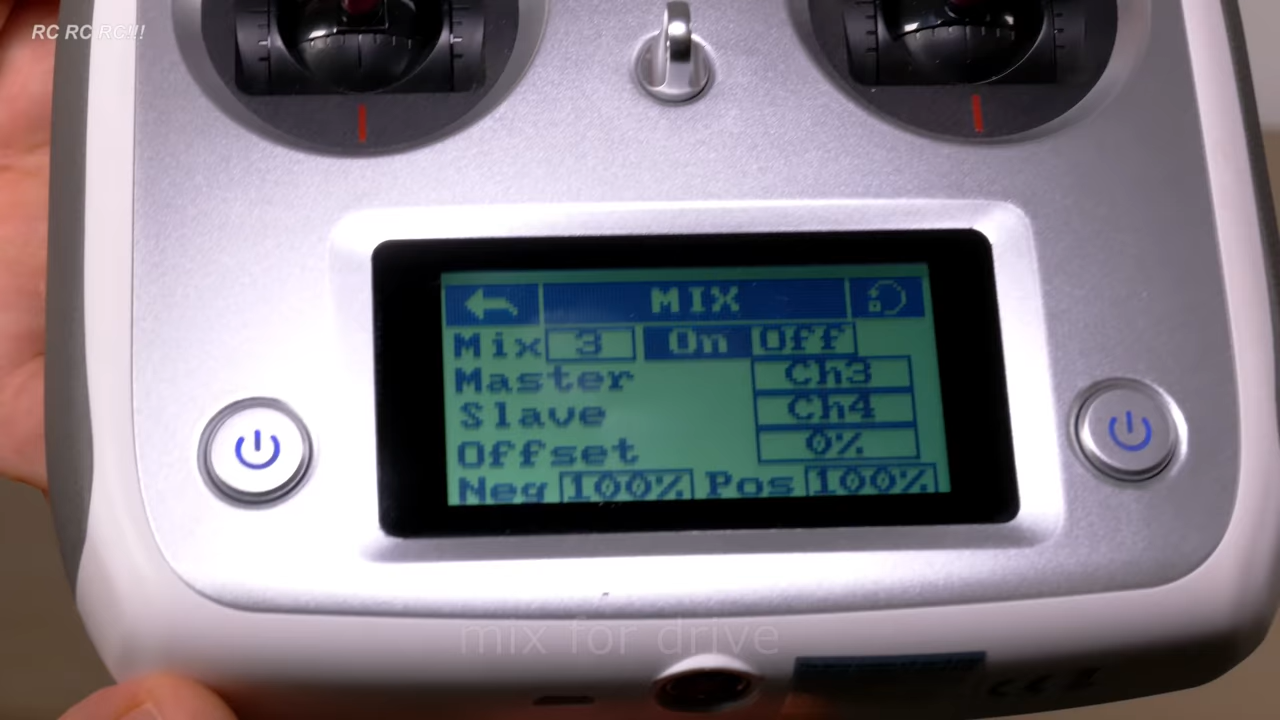 RC RC RC!!!
MIX
Mix 3 On Off
Master Ch3
Slave Ch4
Offset 0%
Neg 100% Pos 100%
mix for drive